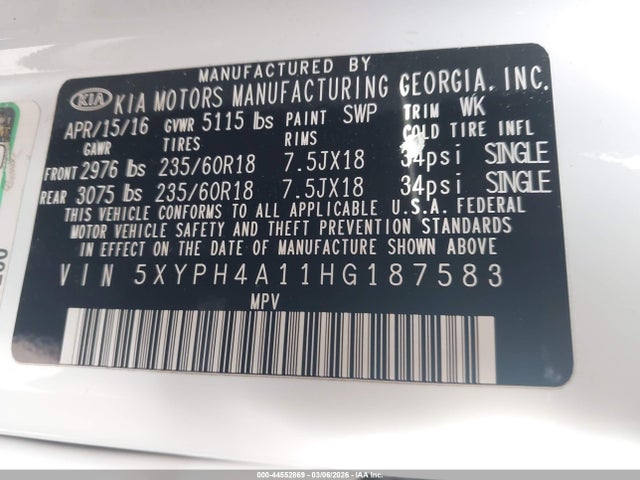 MANUFACTURED BY
KIA KIA MOTORS MANUFACTURING GEORGIA, INC.
APR/15/16 GVWR 5115 lbs PAINT SWP TRIM WK
GAWR TIRES RIMS COLD TIRE INFL
FRONT 2976 lbs 235/60R18 7.5JX18 34psi SINGLE
REAR 3075 lbs 235/60R18 7.5JX18 34psi SINGLE
THIS VEHICLE CONFORMS TO ALL APPLICABLE U.S.A. FEDERAL
MOTOR VEHICLE SAFETY AND THEFT PREVENTION STANDARDS
IN EFFECT ON THE DATE OF MANUFACTURE SHOWN ABOVE
VIN 5XYPH4A11HG187583
MPV
000-44552869 - 03/06/2026 - IAA Inc.